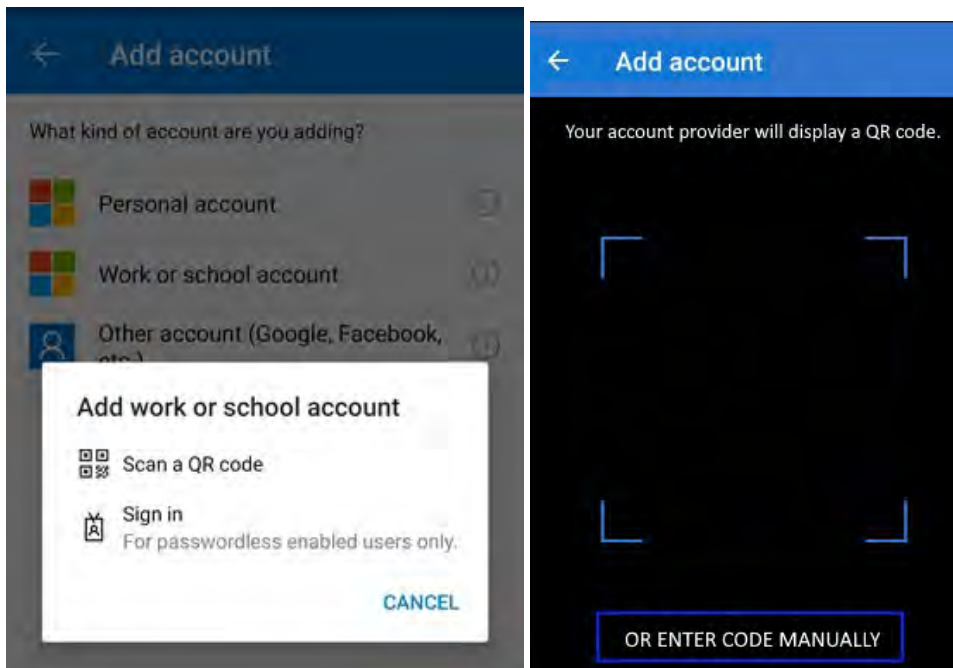 Add account
What kind of account are you adding?
Personal account
Work or school account
Other account (Google, Facebook,
etc.)
Add work or school account
Scan a QR code
Sign in
For passwordless enabled users only.
CANCEL
Add account
Your account provider will display a QR code.
OR ENTER CODE MANUALLY